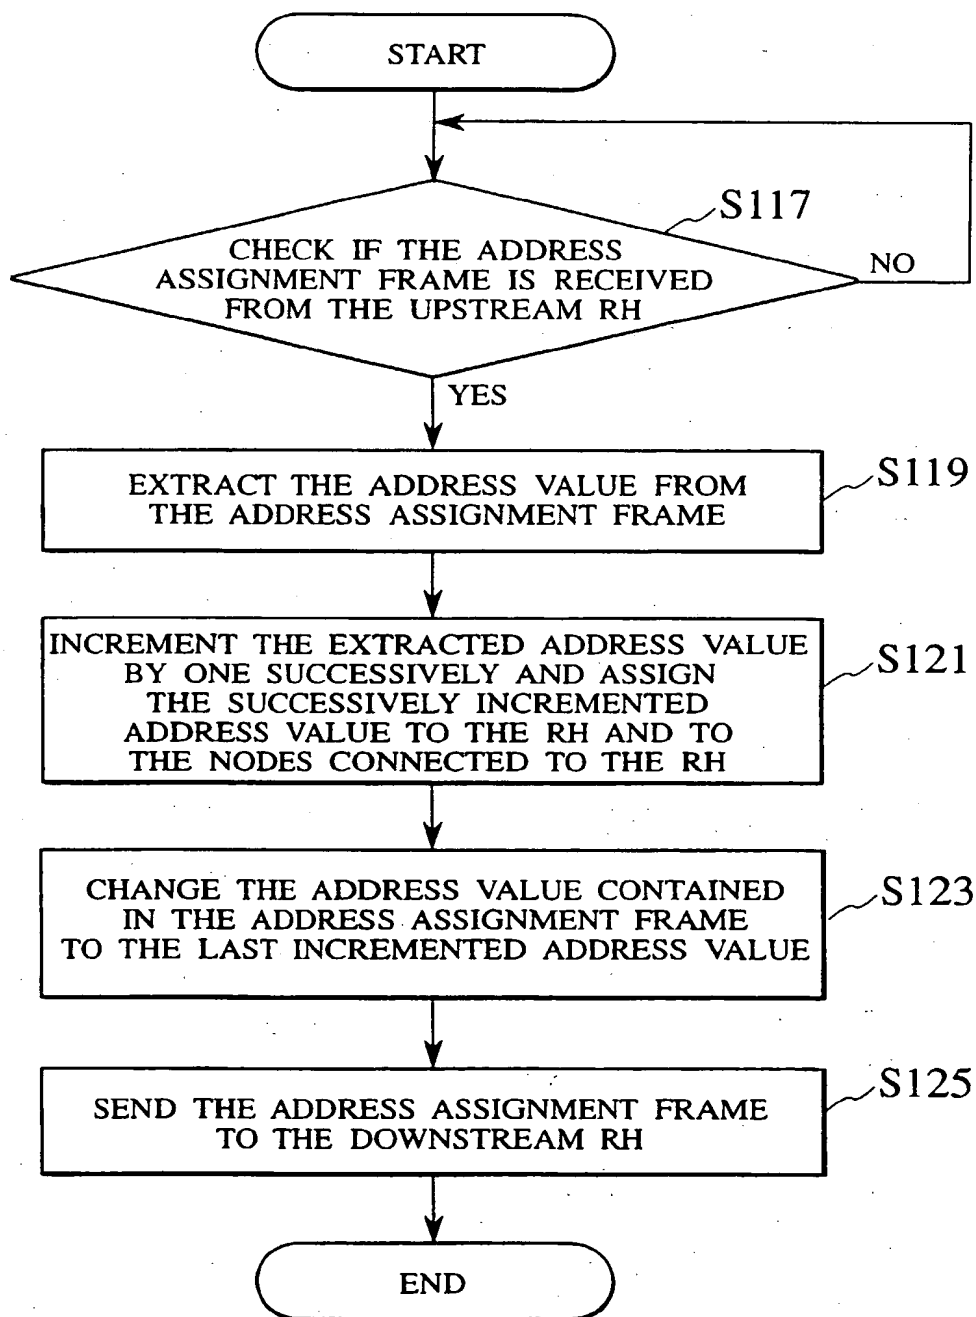 START
S117
CHECK IF THE ADDRESS
ASSIGNMENT FRAME IS RECEIVED
FROM THE UPSTREAM RH
NO
YES
EXTRACT THE ADDRESS VALUE FROM
THE ADDRESS ASSIGNMENT FRAME
S119
INCREMENT THE EXTRACTED ADDRESS VALUE
BY ONE SUCCESSIVELY AND ASSIGN
THE SUCCESSIVELY INCREMENTED
ADDRESS VALUE TO THE RH AND TO
THE NODES CONNECTED TO THE RH
S121
CHANGE THE ADDRESS VALUE CONTAINED
IN THE ADDRESS ASSIGNMENT FRAME
TO THE LAST INCREMENTED ADDRESS VALUE
S123
SEND THE ADDRESS ASSIGNMENT FRAME
TO THE DOWNSTREAM RH
S125
END